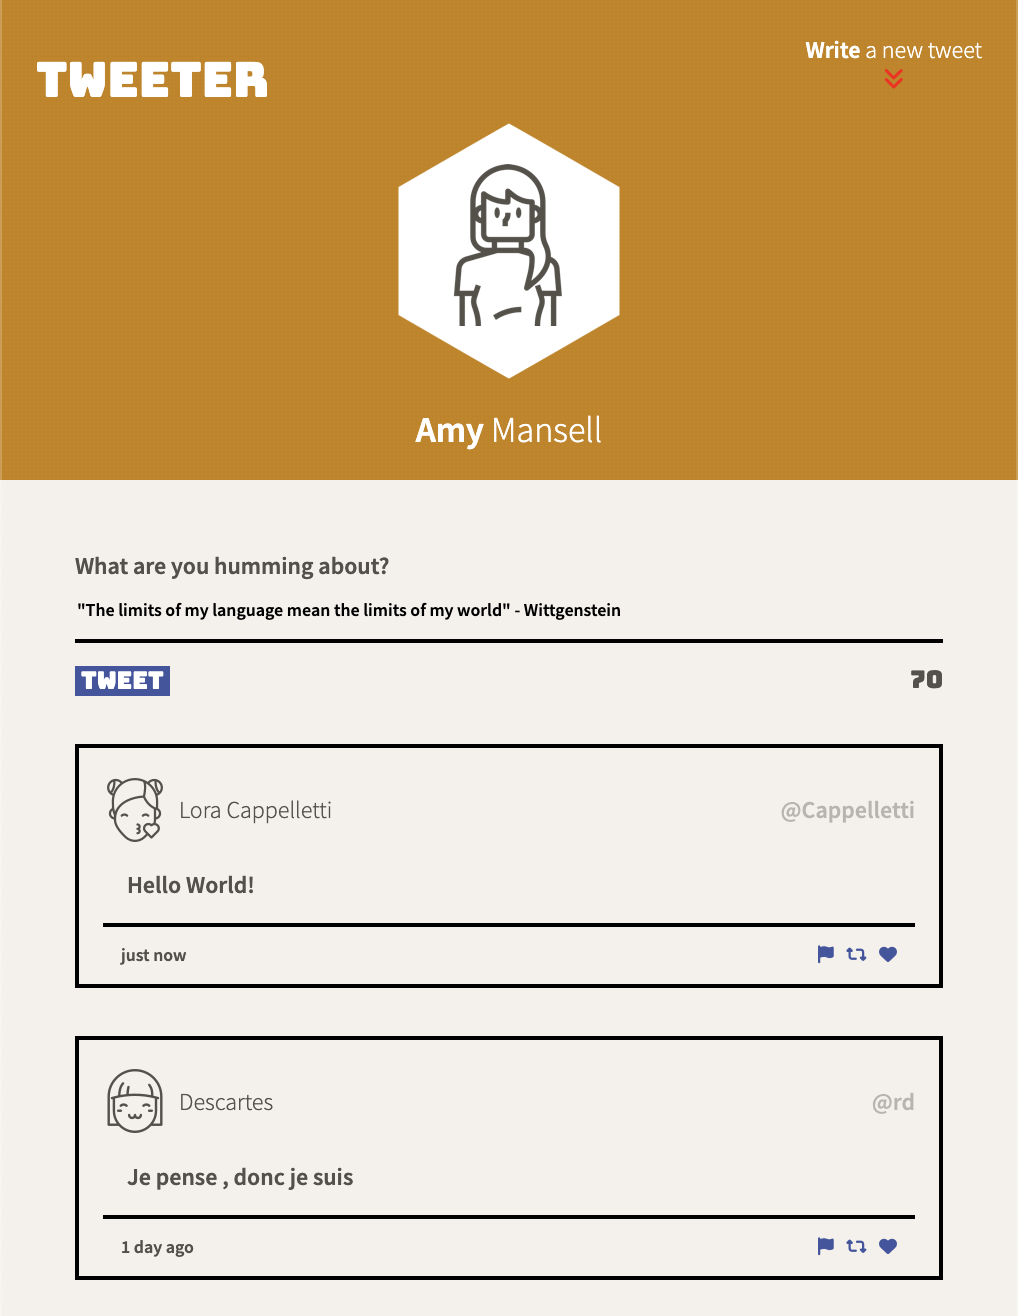 TWEETER
Write a new tweet
Amy Mansell
What are you humming about?
"The limits of my language mean the limits of my world" - Wittgenstein
TWEET
70
Lora Cappelletti
@Cappelletti
Hello World!
just now
Descartes
@rd
Je pense , donc je suis
1 day ago